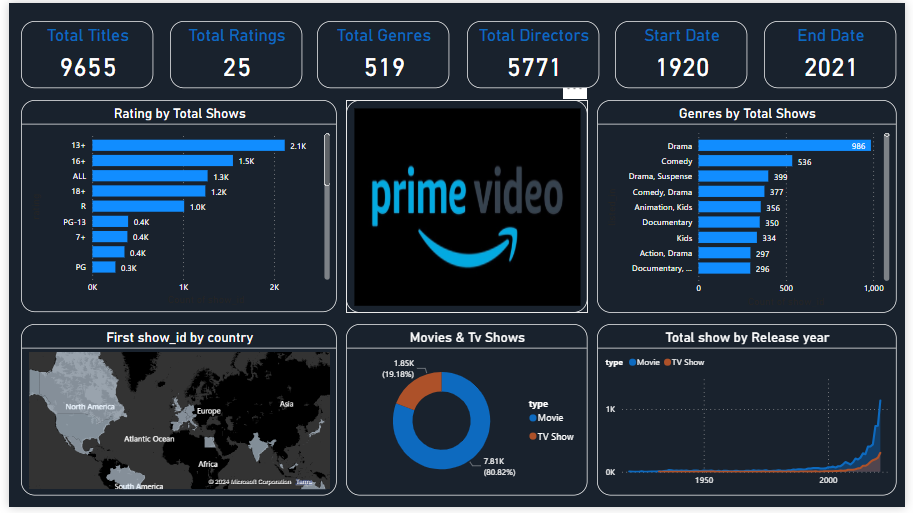 Total Titles
9655
Total Ratings
25
Total Genres
519
Total Directors
5771
Start Date
1920
End Date
2021
Rating by Total Shows
13+ 2.1K
16+ 1.5K
ALL 1.3K
18+ 1.2K
R 1.0K
PG-13 0.4K
7+ 0.4K
0.4K
PG 0.3K
0K 1K 2K
prime video
Genres by Total Shows
Drama 986
Comedy 536
Drama, Suspense 399
Comedy, Drama 377
Animation, Kids 356
Documentary 350
Kids 334
Action, Drama 297
Documentary, ... 296
0 500 1,000
First show_id by country
North America
Europe
Asia
Atlantic Ocean
Africa
South America
© 2024 Microsoft Corporation Terms
Movies & Tv Shows
1.85K
(19.18%)
type
Movie
TV Show
7.81K
(80.82%)
Total show by Release year
type Movie TV Show
1K
0K
1950 2000